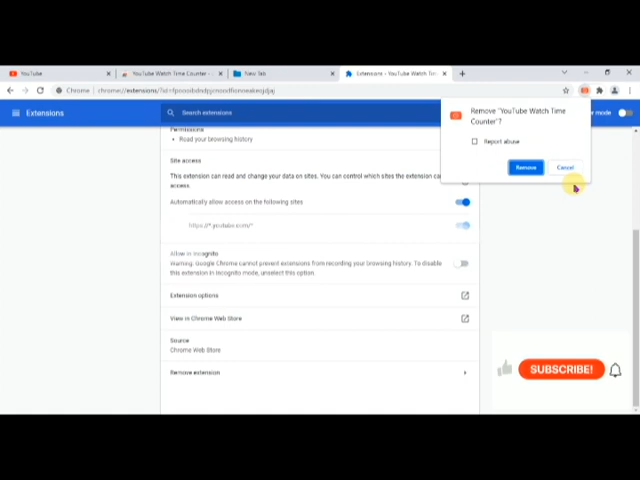 YouTube
YouTube Watch Time Counter -
New Tab
Extensions - YouTube Watch Tim
Chrome
Extensions
Search extensions
r mode
Remove "YouTube Watch Time
Counter"?
Report abuse
Remove
Cancel
Permissions
Read your browsing history
Site access
This extension can read and change your data on sites. You can control which sites the extension can
access.
Automatically allow access on the following sites
https://*.youtube.com/*
Allow in Incognito
Warning: Google Chrome cannot prevent extensions from recording your browsing history. To disable
this extension in Incognito mode, unselect this option.
Extension options
View in Chrome Web Store
Source
Chrome Web Store
Remove extension
SUBSCRIBE!